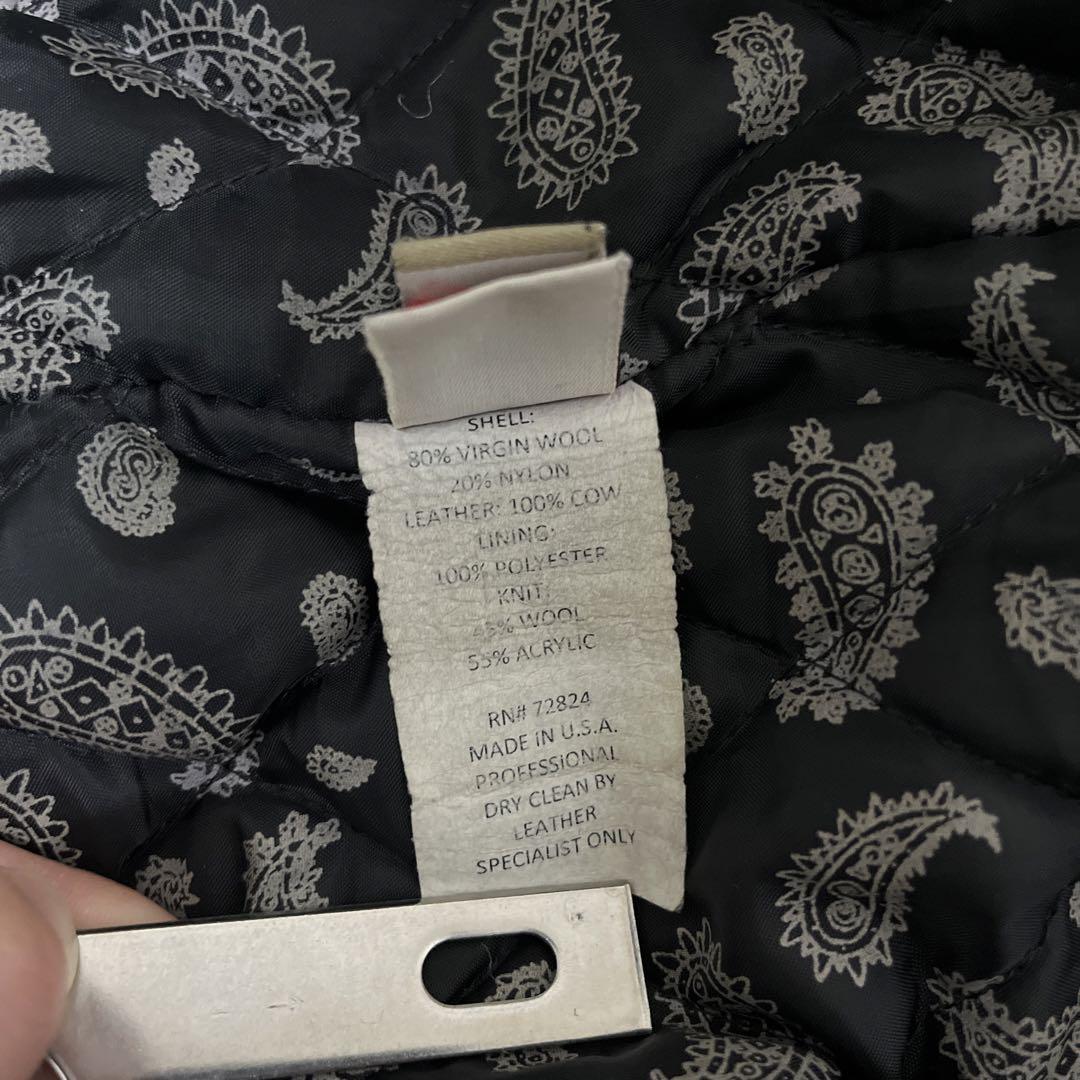 SHELL:
80% VIRGIN WOOL
20% NYLON
LEATHER: 100% COW
LINING:
100% POLYESTER
KNIT:
45% WOOL
55% ACRYLIC
RN# 72824
MADE IN U.S.A.
PROFESSIONAL
DRY CLEAN BY
LEATHER
SPECIALIST ONLY